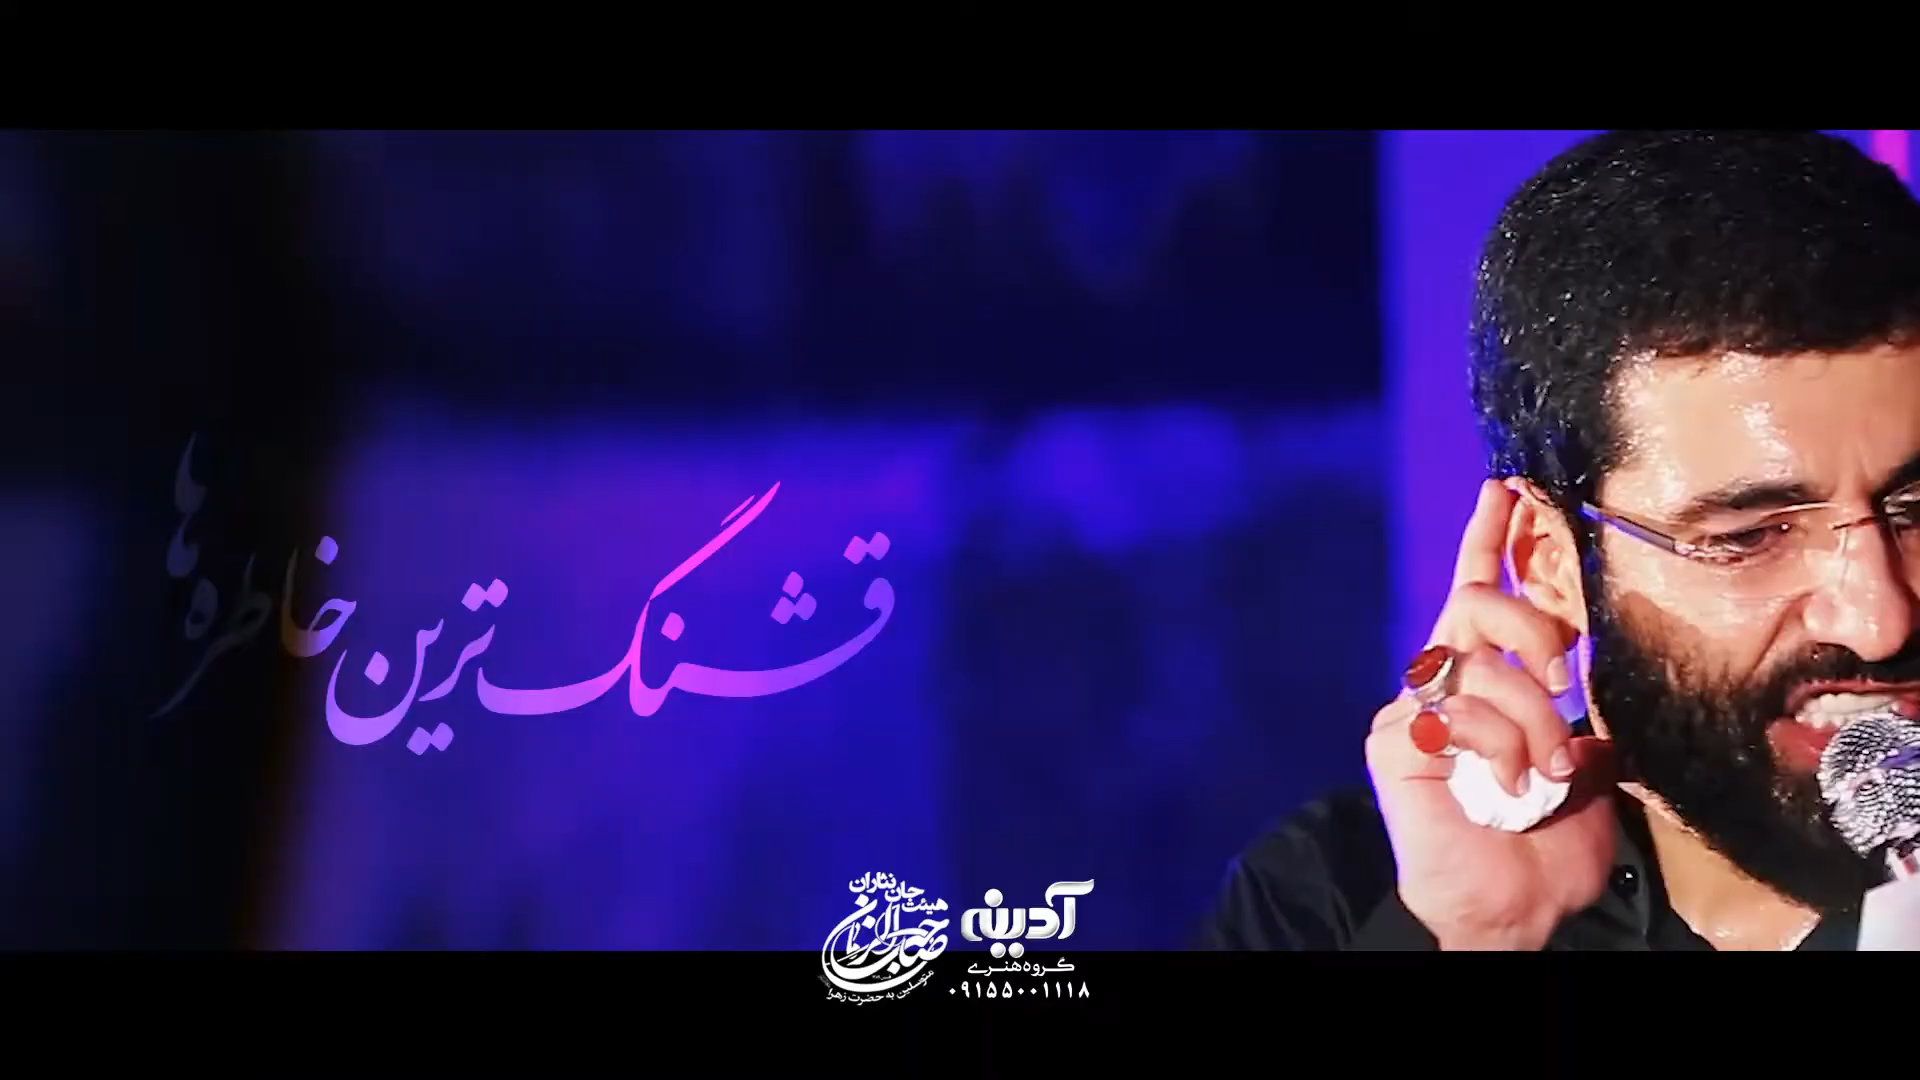 قشنگ‌ترین خاطره‌ها
هیئت جان نثاران
صاحب الزمان
متوسلین به حضرت زهرا
آدینه
گروه هنری
۰۹۱۵۵۰۰۱۱۱۸